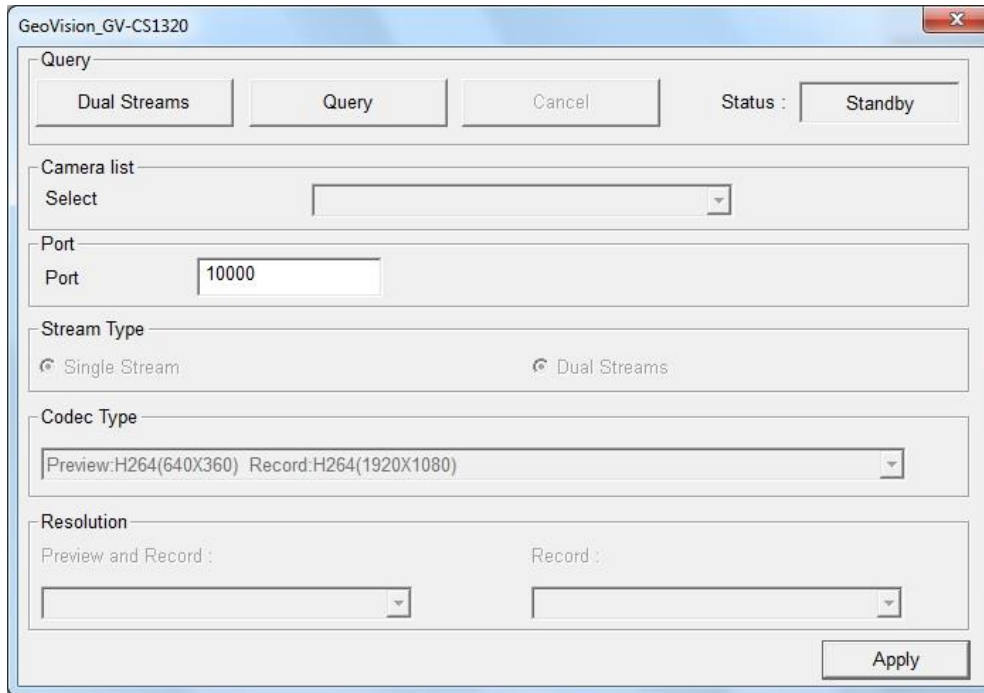 GeoVision_GV-CS1320
Query
Dual Streams Query Cancel Status : Standby
Camera list
Select
Port
Port 10000
Stream Type
Single Stream Dual Streams
Codec Type
Preview:H264(640X360) Record:H264(1920X1080)
Resolution
Preview and Record : Record :
Apply